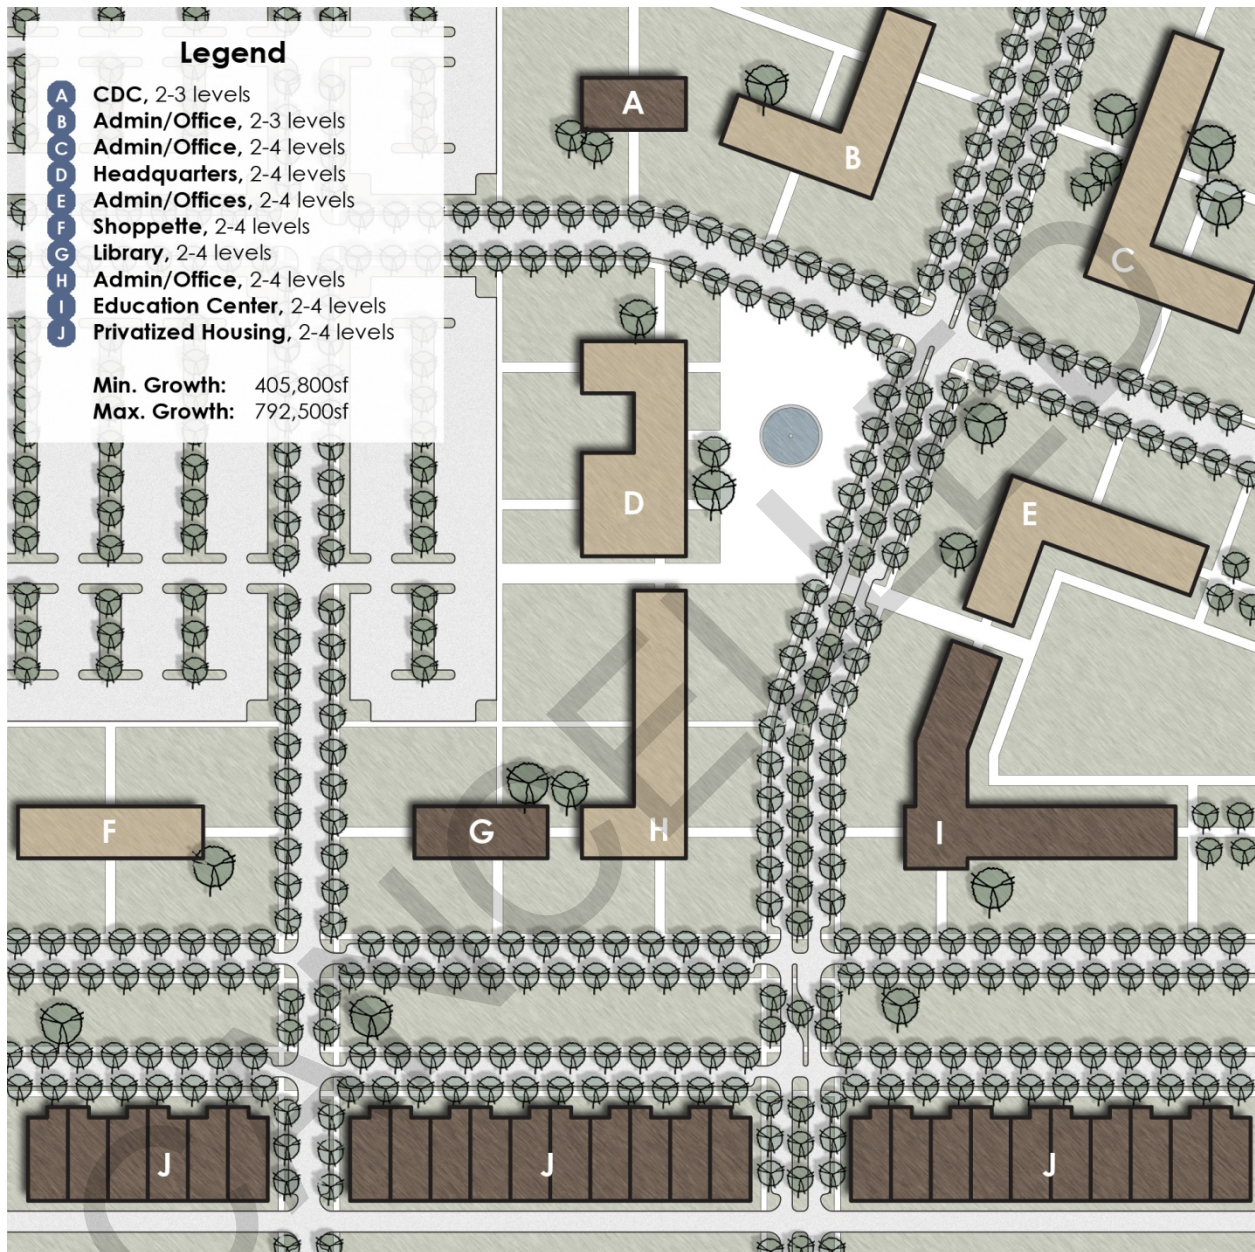 Legend
A CDC, 2-3 levels
B Admin/Office, 2-3 levels
C Admin/Office, 2-4 levels
D Headquarters, 2-4 levels
E Admin/Offices, 2-4 levels
F Shoppette, 2-4 levels
G Library, 2-4 levels
H Admin/Office, 2-4 levels
I Education Center, 2-4 levels
J Privatized Housing, 2-4 levels
Min. Growth: 405,800sf
Max. Growth: 792,500sf
A
B
C
D
E
F
G
H
I
J
J
J
CANCELLED